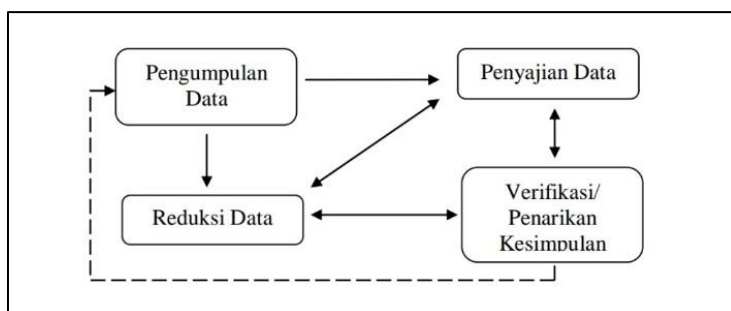 Pengumpulan
Data
Penyajian Data
Reduksi Data
Verifikasi/
Penarikan
Kesimpulan